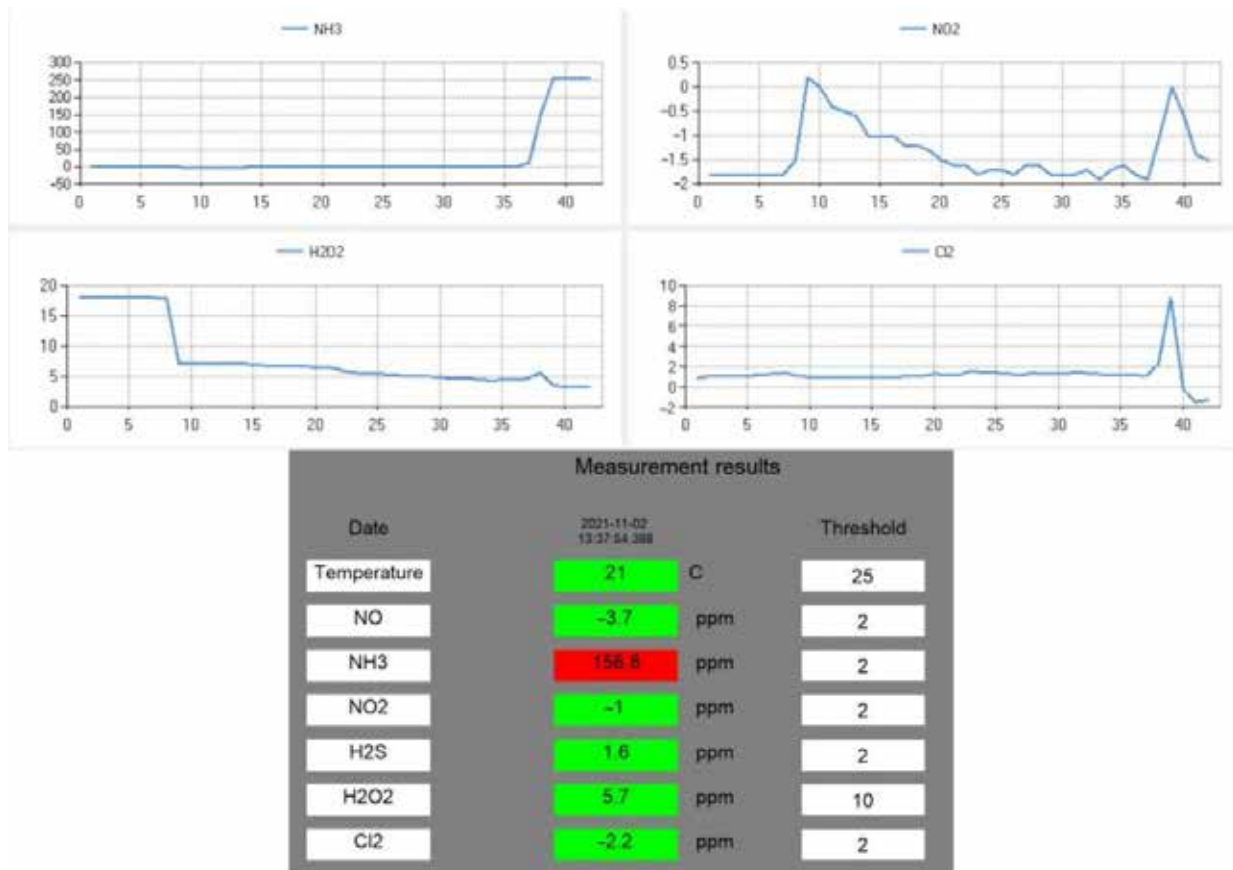 NH3
300
250
200
150
100
50
0
-50
0 5 10 15 20 25 30 35 40
NO2
0.5
0
-0.5
-1
-1.5
-2
0 5 10 15 20 25 30 35 40
H2O2
20
15
10
5
0
0 5 10 15 20 25 30 35 40
Cl2
10
8
6
4
2
0
-2
0 5 10 15 20 25 30 35 40
Measurement results
Date 2021-11-02 Threshold
13:37:54.388
Temperature 21 C 25
NO -3.7 ppm 2
NH3 156.8 ppm 2
NO2 -1 ppm 2
H2S 1.6 ppm 2
H2O2 5.7 ppm 10
Cl2 -2.2 ppm 2